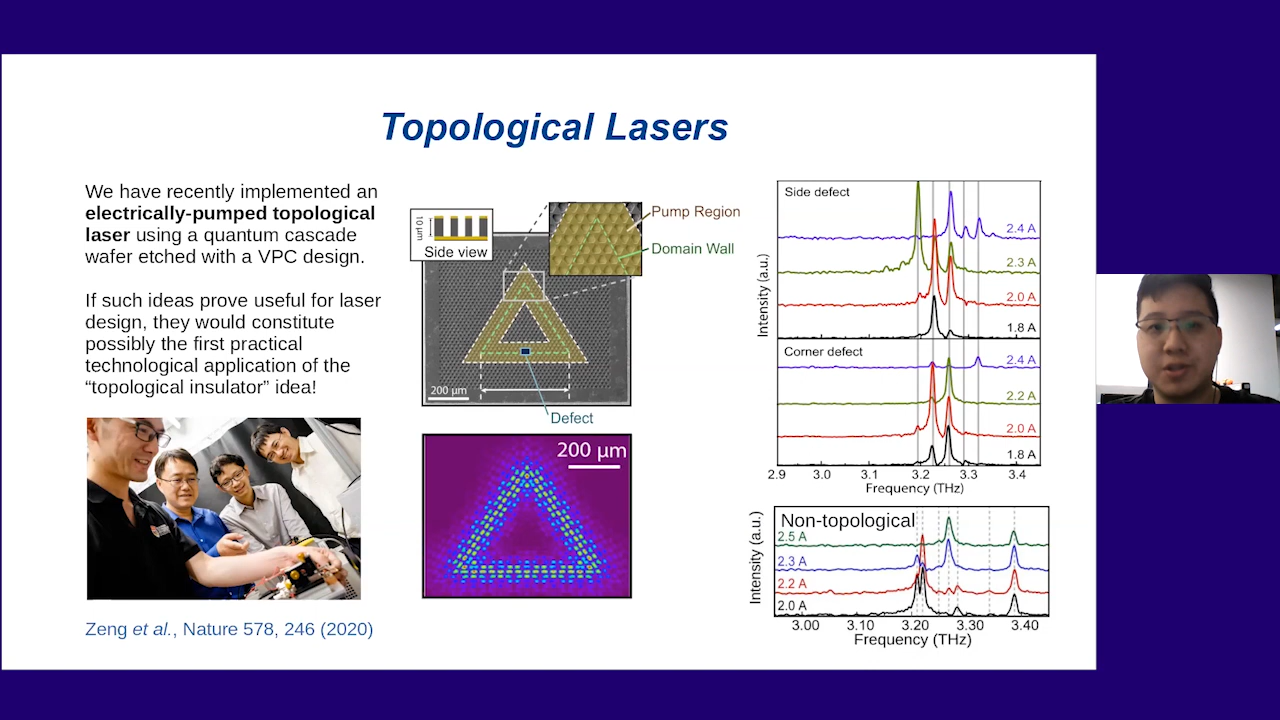 Topological Lasers
We have recently implemented an
electrically-pumped topological
laser using a quantum cascade
wafer etched with a VPC design.
If such ideas prove useful for laser
design, they would constitute
possibly the first practical
technological application of the
“topological insulator” idea!
Zeng et al., Nature 578, 246 (2020)
10 μm
Side view
Pump Region
Domain Wall
200 μm
Defect
200 μm
Side defect
2.4 A
2.3 A
2.0 A
1.8 A
Corner defect
2.4 A
2.2 A
2.0 A
1.8 A
Intensity (a.u.)
2.9 3.0 3.1 3.2 3.3 3.4
Frequency (THz)
Non-topological
2.5 A
2.3 A
2.2 A
2.0 A
Intensity (a.u.)
3.00 3.10 3.20 3.30 3.40
Frequency (THz)